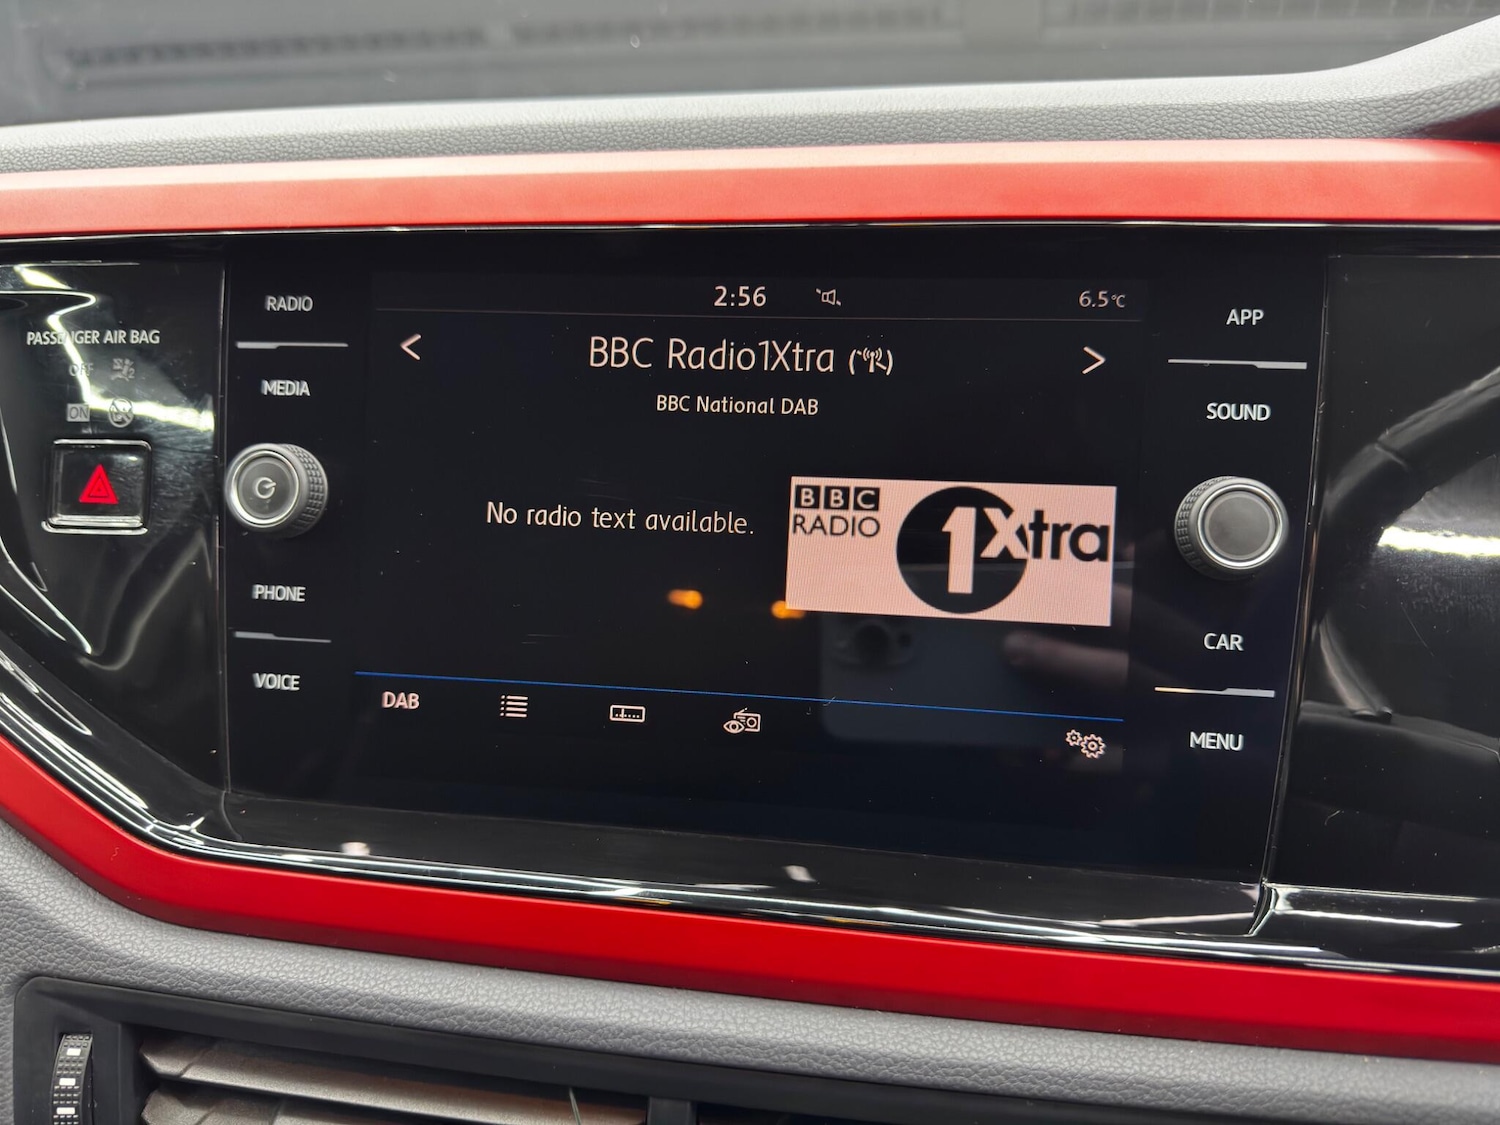 RADIO
MEDIA
PHONE
VOICE
PASSENGER AIR BAG
OFF
ON
2:56
6.5°C
< BBC Radio1Xtra >
BBC National DAB
No radio text available.
BBC
RADIO
1Xtra
DAB
APP
SOUND
CAR
MENU